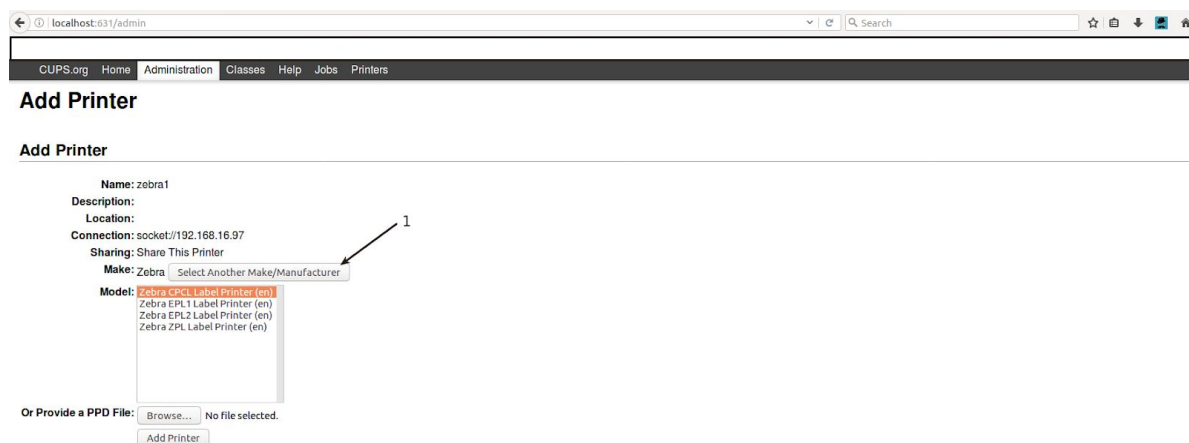 localhost:631/admin
Search
CUPS.org Home Administration Classes Help Jobs Printers
Add Printer
Add Printer
Name: zebra1
Description:
Location:
Connection: socket://192.168.16.97
1
Sharing: Share This Printer
Make: Zebra Select Another Make/Manufacturer
Model: Zebra CPCL Label Printer (en)
Zebra EPL1 Label Printer (en)
Zebra EPL2 Label Printer (en)
Zebra ZPL Label Printer (en)
Or Provide a PPD File: Browse... No file selected.
Add Printer